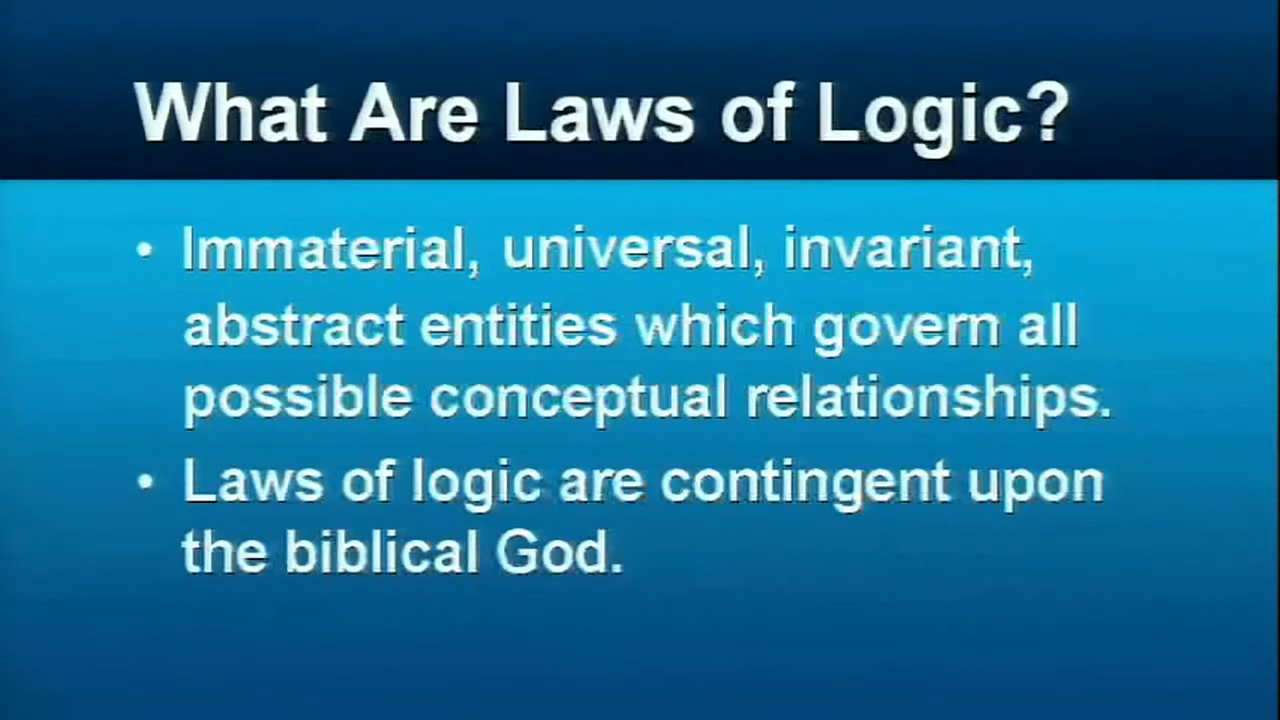 What Are Laws of Logic?
• Immaterial, universal, invariant,
abstract entities which govern all
possible conceptual relationships.
• Laws of logic are contingent upon
the biblical God.